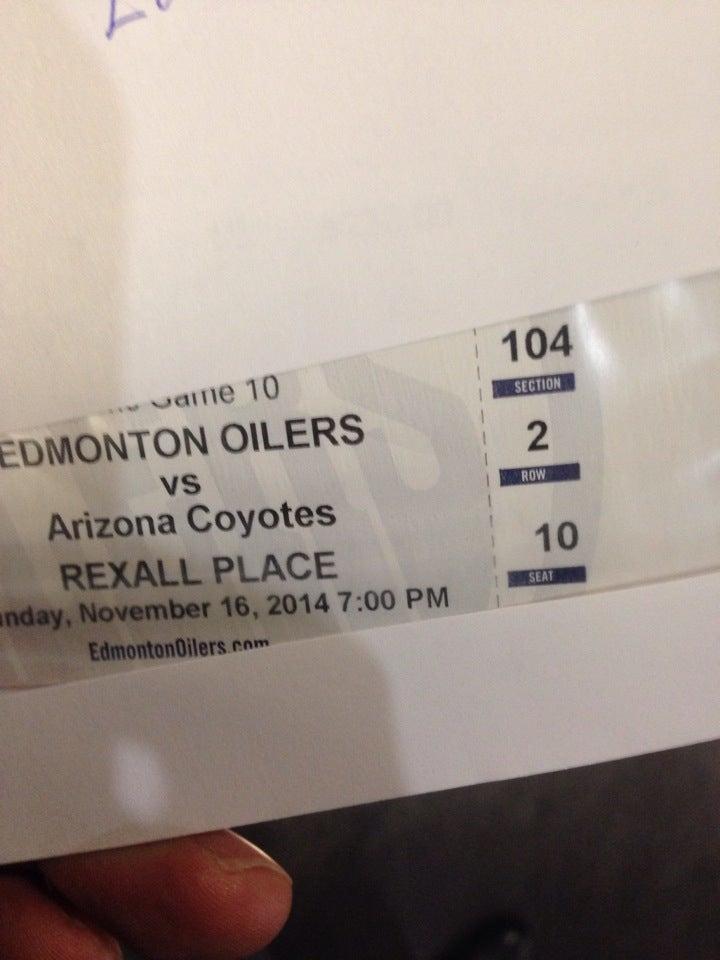 Game 10
EDMONTON OILERS
vs
Arizona Coyotes
REXALL PLACE
nday, November 16, 2014 7:00 PM
EdmontonOilers.com
104
SECTION
2
ROW
10
SEAT